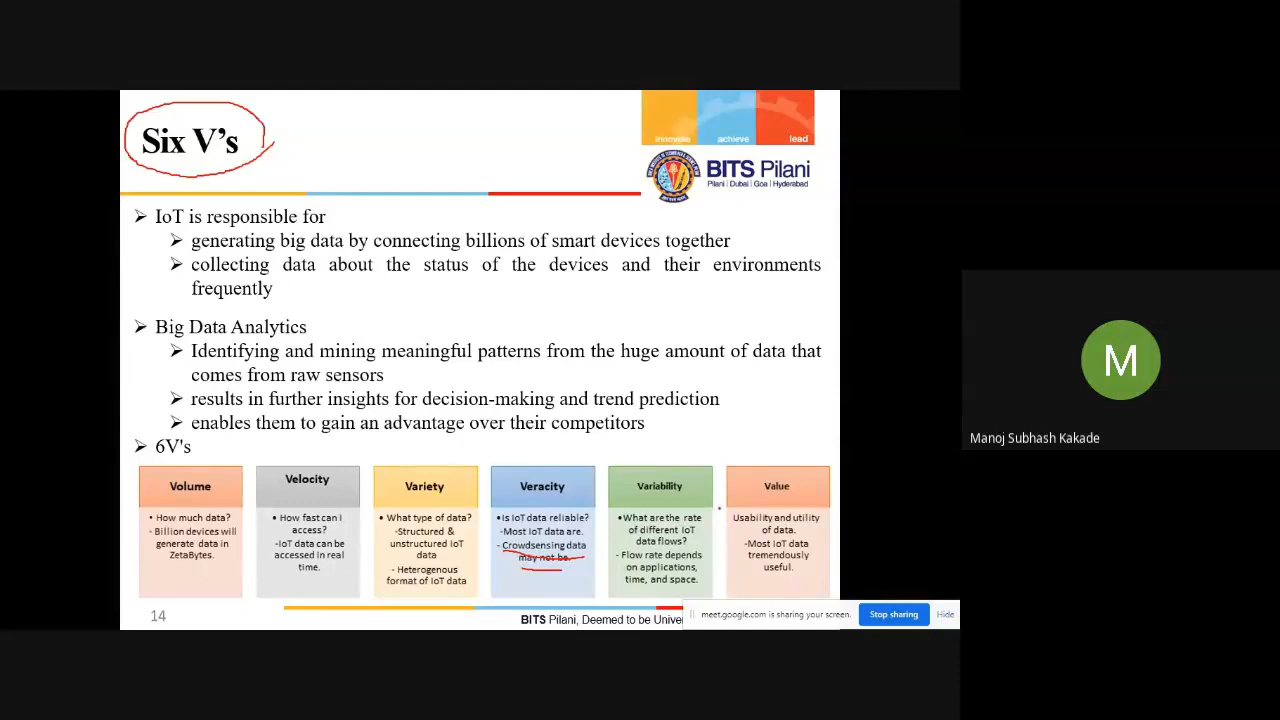 Six V's
innovate achieve lead
BITS Pilani
Pilani | Dubai | Goa | Hyderabad
➢ IoT is responsible for
➢ generating big data by connecting billions of smart devices together
➢ collecting data about the status of the devices and their environments
frequently
➢ Big Data Analytics
➢ Identifying and mining meaningful patterns from the huge amount of data that
comes from raw sensors
➢ results in further insights for decision-making and trend prediction
➢ enables them to gain an advantage over their competitors
➢ 6V's
Volume
• How much data?
- Billion devices will
generate data in
ZetaBytes.
Velocity
• How fast can I
access?
-IoT data can be
accessed in real
time.
Variety
• What type of data?
-Structured &
unstructured IoT
data
- Heterogenous
format of IoT data
Veracity
•Is IoT data reliable?
-Most IoT data are.
- Crowdsensing data
may not be.
Variability
•What are the rate
of different IoT
data flows?
- Flow rate depends
on applications,
time, and space.
Value
Usability and utility
of data.
-Most IoT data
tremendously
useful.
14
BITS Pilani, Deemed to be Univer
meet.google.com is sharing your screen. Stop sharing Hide
M
Manoj Subhash Kakade